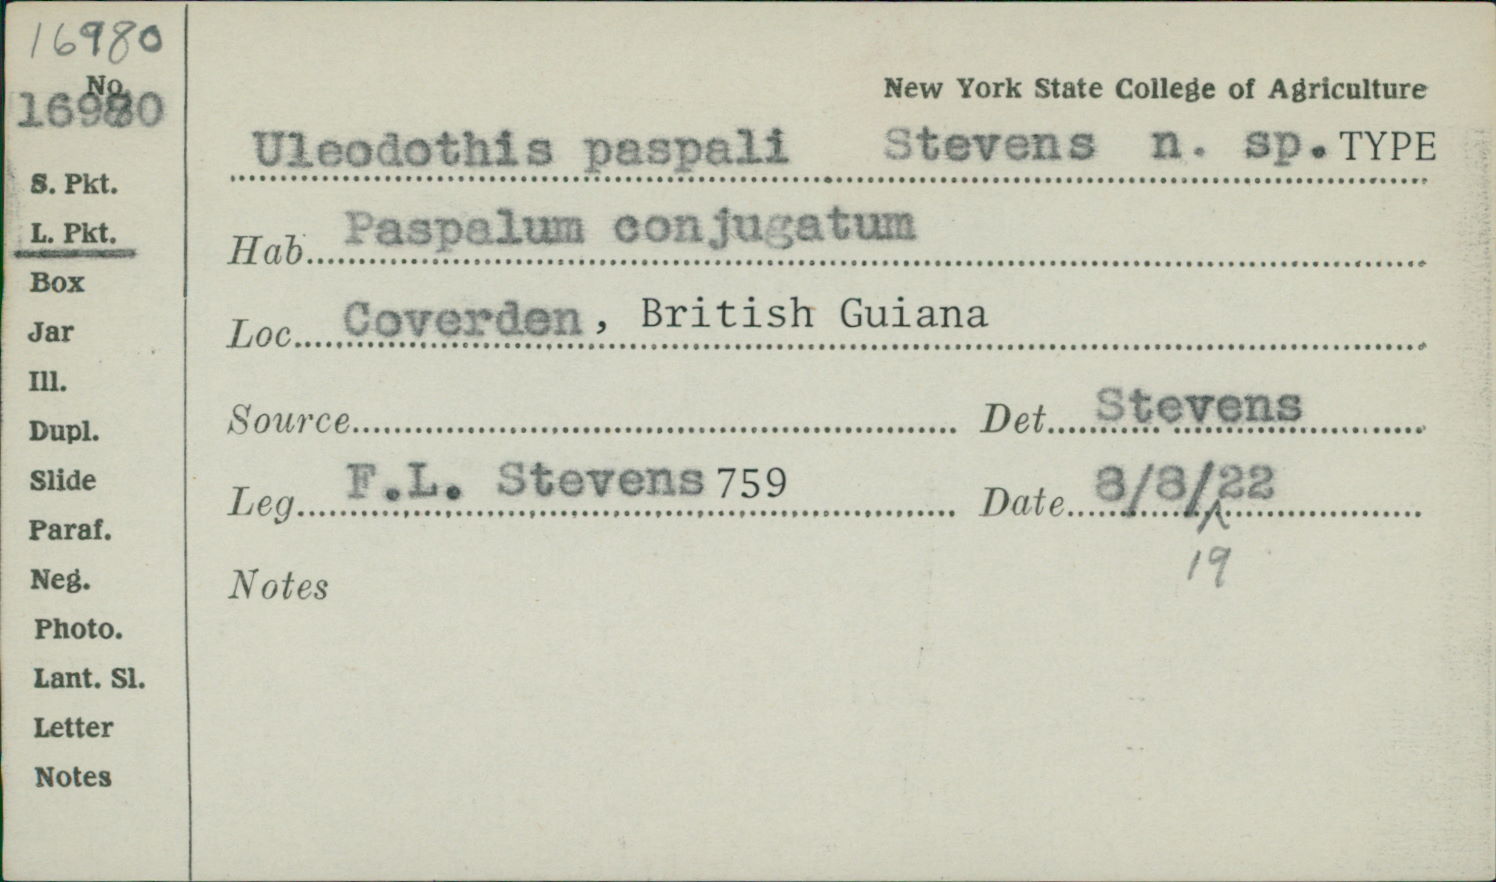 16980
No.
16980
S. Pkt.
L. Pkt.
Box
Jar
Ill.
Dupl.
Slide
Paraf.
Neg.
Photo.
Lant. Sl.
Letter
Notes
New York State College of Agriculture
Uleodothis paspali Stevens n. sp. TYPE
Hab. Paspalum conjugatum
Loc. Coverden, British Guiana
Source Det. Stevens
Leg. F.L. Stevens 759 Date 8/8/22
19
Notes